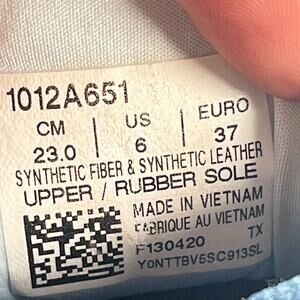 1012A651
CM US EURO
23.0 6 37
SYNTHETIC FIBER & SYNTHETIC LEATHER
UPPER / RUBBER SOLE
MADE IN VIETNAM
FABRIQUE AU VIETNAM
F130420 TX
Y0NTTBV5SC913SL